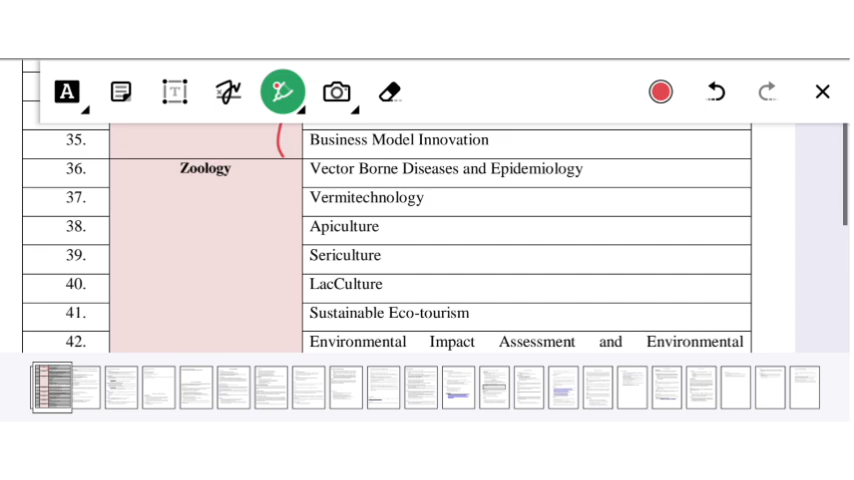 A
T
35. Business Model Innovation
36. Zoology Vector Borne Diseases and Epidemiology
37. Vermitechnology
38. Apiculture
39. Sericulture
40. LacCulture
41. Sustainable Eco-tourism
42. Environmental Impact Assessment and Environmental